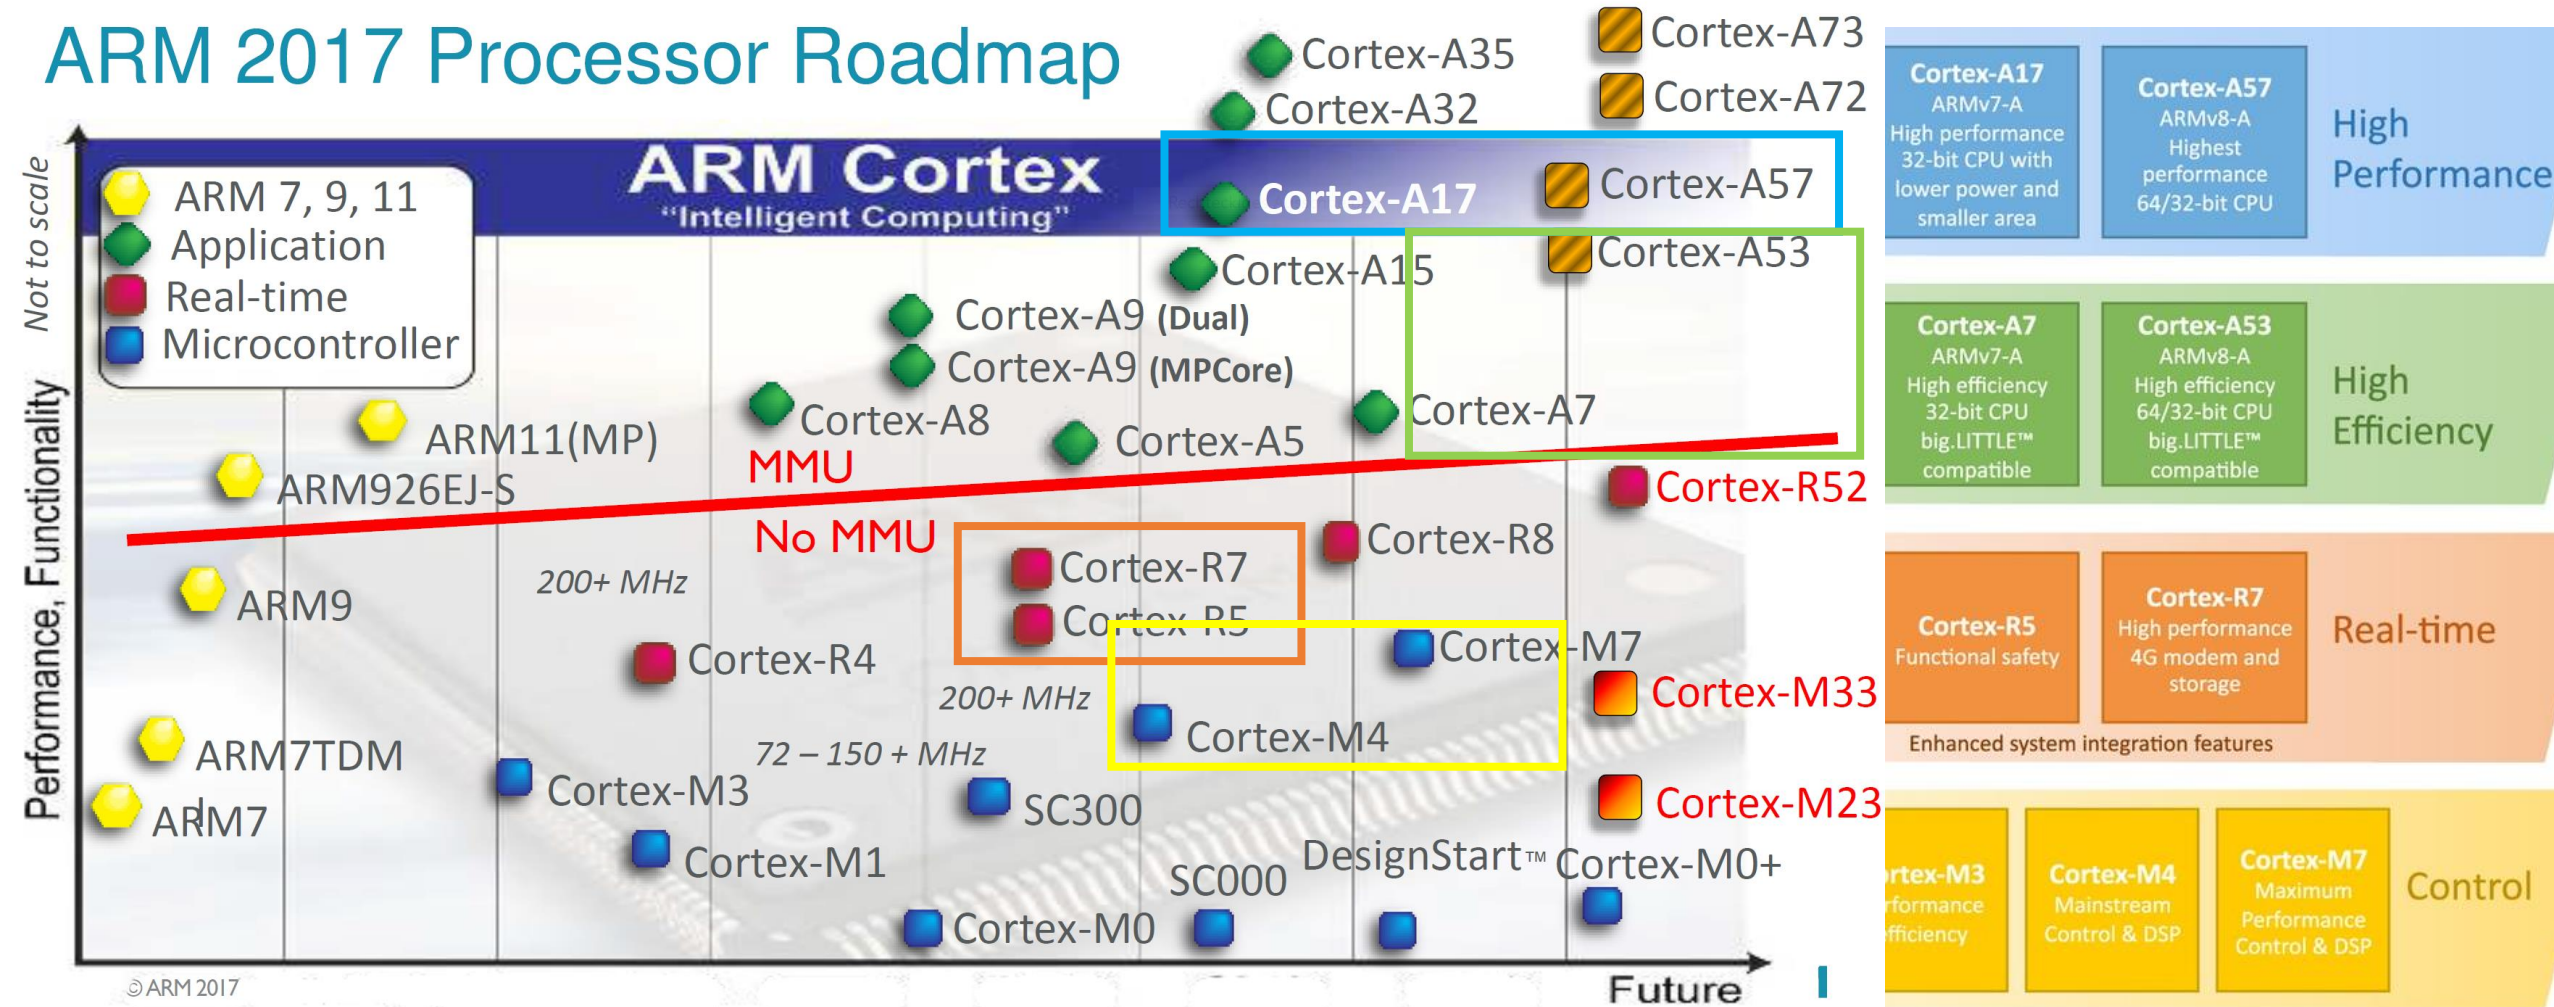 ARM 2017 Processor Roadmap
Not to scale
Performance, Functionality
ARM Cortex
"Intelligent Computing"
ARM 7, 9, 11
Application
Real-time
Microcontroller
Cortex-A35
Cortex-A32
Cortex-A73
Cortex-A72
Cortex-A17
Cortex-A57
Cortex-A53
Cortex-A15
Cortex-A9 (Dual)
Cortex-A9 (MPCore)
Cortex-A8
Cortex-A5
Cortex-A7
ARM11(MP)
ARM926EJ-S
MMU
No MMU
Cortex-R52
Cortex-R8
Cortex-R7
Cortex-R5
ARM9
200+ MHz
Cortex-R4
200+ MHz
Cortex-M7
Cortex-M33
Cortex-M4
ARM7TDM
72 – 150 + MHz
Cortex-M3
SC300
Cortex-M23
ARM7
Cortex-M1
SC000
DesignStart™
Cortex-M0+
Cortex-M0
© ARM 2017
Future
Cortex-A17
ARMv7-A
High performance
32-bit CPU with
lower power and
smaller area
Cortex-A57
ARMv8-A
Highest
performance
64/32-bit CPU
High
Performance
Cortex-A7
ARMv7-A
High efficiency
32-bit CPU
big.LITTLE™
compatible
Cortex-A53
ARMv8-A
High efficiency
64/32-bit CPU
big.LITTLE™
compatible
High
Efficiency
Cortex-R5
Functional safety
Cortex-R7
High performance
4G modem and
storage
Real-time
Enhanced system integration features
rtex-M3
rformance
fficiency
Cortex-M4
Mainstream
Control & DSP
Cortex-M7
Maximum
Performance
Control & DSP
Control